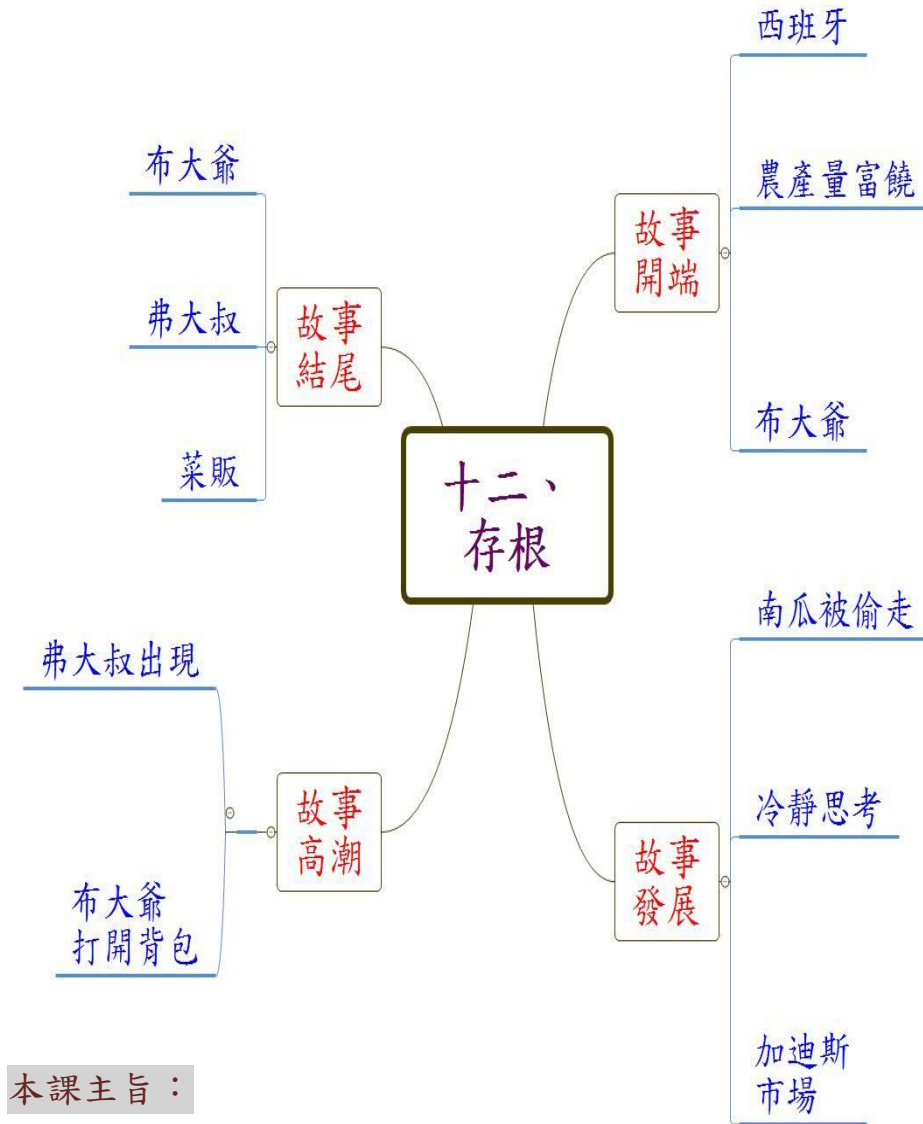 十二、
存根
故事
開端
西班牙
農產量富饒
布大爺
故事
發展
南瓜被偷走
冷靜思考
加迪斯
市場
故事
高潮
弗大叔出現
布大爺
打開背包
故事
結尾
布大爺
弗大叔
菜販
本課主旨：